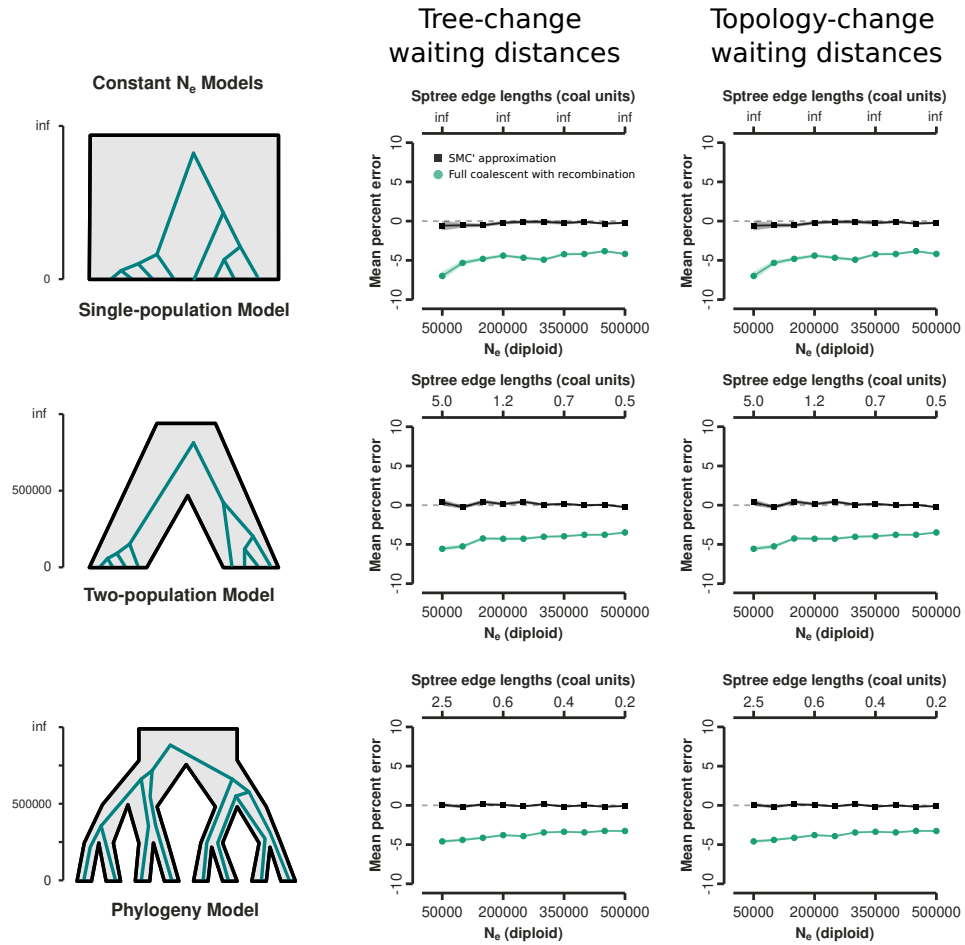 Tree-change
waiting distances
Topology-change
waiting distances
Constant Nₑ Models
inf
0
Single-population Model
Sptree edge lengths (coal units)
inf inf inf inf
10
5
0
-5
-10
Mean percent error
SMC' approximation
Full coalescent with recombination
50000 200000 350000 500000
Nₑ (diploid)
Sptree edge lengths (coal units)
inf inf inf inf
10
5
0
-5
-10
Mean percent error
50000 200000 350000 500000
Nₑ (diploid)
inf
500000
0
Two-population Model
Sptree edge lengths (coal units)
5.0 1.2 0.7 0.5
10
5
0
-5
-10
Mean percent error
50000 200000 350000 500000
Nₑ (diploid)
Sptree edge lengths (coal units)
5.0 1.2 0.7 0.5
10
5
0
-5
-10
Mean percent error
50000 200000 350000 500000
Nₑ (diploid)
inf
500000
0
Phylogeny Model
Sptree edge lengths (coal units)
2.5 0.6 0.4 0.2
10
5
0
-5
-10
Mean percent error
50000 200000 350000 500000
Nₑ (diploid)
Sptree edge lengths (coal units)
2.5 0.6 0.4 0.2
10
5
0
-5
-10
Mean percent error
50000 200000 350000 500000
Nₑ (diploid)